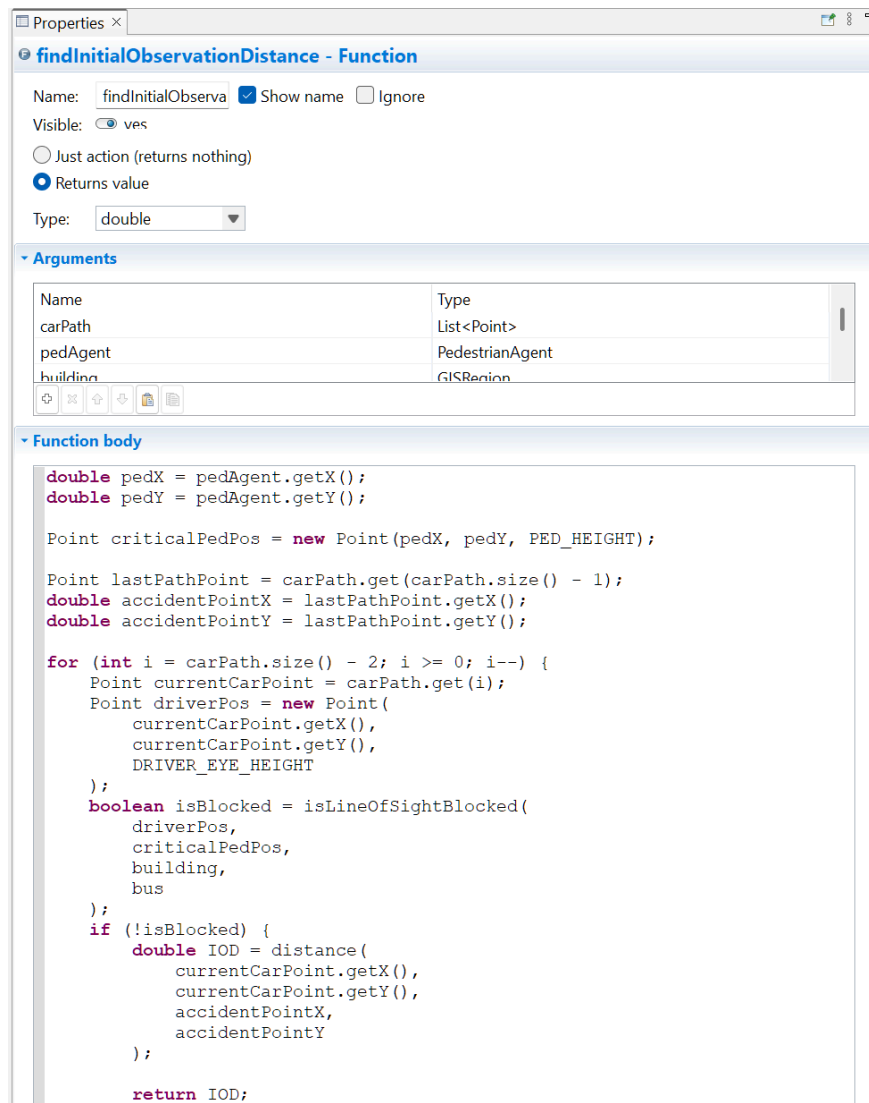 Properties ×
findInitialObservationDistance - Function
Name: findInitialObserva Show name Ignore
Visible: yes
Just action (returns nothing)
Returns value
Type: double
Arguments
Name Type
carPath List<Point>
pedAgent PedestrianAgent
building GISRegion
Function body
double pedX = pedAgent.getX();
double pedY = pedAgent.getY();
Point criticalPedPos = new Point(pedX, pedY, PED_HEIGHT);
Point lastPathPoint = carPath.get(carPath.size() - 1);
double accidentPointX = lastPathPoint.getX();
double accidentPointY = lastPathPoint.getY();
for (int i = carPath.size() - 2; i >= 0; i--) {
    Point currentCarPoint = carPath.get(i);
    Point driverPos = new Point(
        currentCarPoint.getX(),
        currentCarPoint.getY(),
        DRIVER_EYE_HEIGHT
    );
    boolean isBlocked = isLineOfSightBlocked(
        driverPos,
        criticalPedPos,
        building,
        bus
    );
    if (!isBlocked) {
        double IOD = distance(
            currentCarPoint.getX(),
            currentCarPoint.getY(),
            accidentPointX,
            accidentPointY
        );
        return IOD;